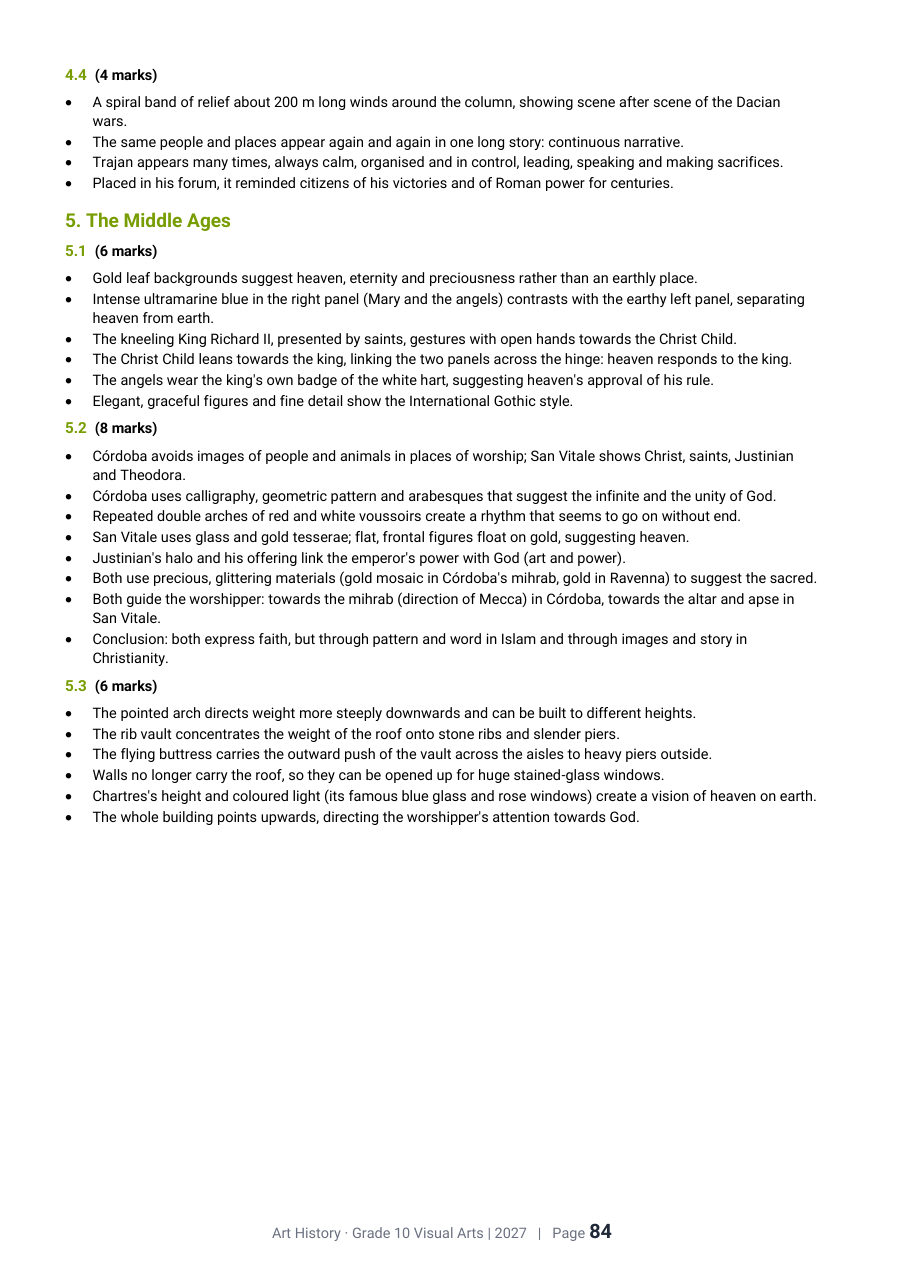 4.4 (4 marks)
• A spiral band of relief about 200 m long winds around the column, showing scene after scene of the Dacian
wars.
• The same people and places appear again and again in one long story: continuous narrative.
• Trajan appears many times, always calm, organised and in control, leading, speaking and making sacrifices.
• Placed in his forum, it reminded citizens of his victories and of Roman power for centuries.
5. The Middle Ages
5.1 (6 marks)
• Gold leaf backgrounds suggest heaven, eternity and preciousness rather than an earthly place.
• Intense ultramarine blue in the right panel (Mary and the angels) contrasts with the earthy left panel, separating
heaven from earth.
• The kneeling King Richard II, presented by saints, gestures with open hands towards the Christ Child.
• The Christ Child leans towards the king, linking the two panels across the hinge: heaven responds to the king.
• The angels wear the king's own badge of the white hart, suggesting heaven's approval of his rule.
• Elegant, graceful figures and fine detail show the International Gothic style.
5.2 (8 marks)
• Córdoba avoids images of people and animals in places of worship; San Vitale shows Christ, saints, Justinian
and Theodora.
• Córdoba uses calligraphy, geometric pattern and arabesques that suggest the infinite and the unity of God.
• Repeated double arches of red and white voussoirs create a rhythm that seems to go on without end.
• San Vitale uses glass and gold tesserae; flat, frontal figures float on gold, suggesting heaven.
• Justinian's halo and his offering link the emperor's power with God (art and power).
• Both use precious, glittering materials (gold mosaic in Córdoba's mihrab, gold in Ravenna) to suggest the sacred.
• Both guide the worshipper: towards the mihrab (direction of Mecca) in Córdoba, towards the altar and apse in
San Vitale.
• Conclusion: both express faith, but through pattern and word in Islam and through images and story in
Christianity.
5.3 (6 marks)
• The pointed arch directs weight more steeply downwards and can be built to different heights.
• The rib vault concentrates the weight of the roof onto stone ribs and slender piers.
• The flying buttress carries the outward push of the vault across the aisles to heavy piers outside.
• Walls no longer carry the roof, so they can be opened up for huge stained-glass windows.
• Chartres's height and coloured light (its famous blue glass and rose windows) create a vision of heaven on earth.
• The whole building points upwards, directing the worshipper's attention towards God.
Art History · Grade 10 Visual Arts | 2027 | Page 84